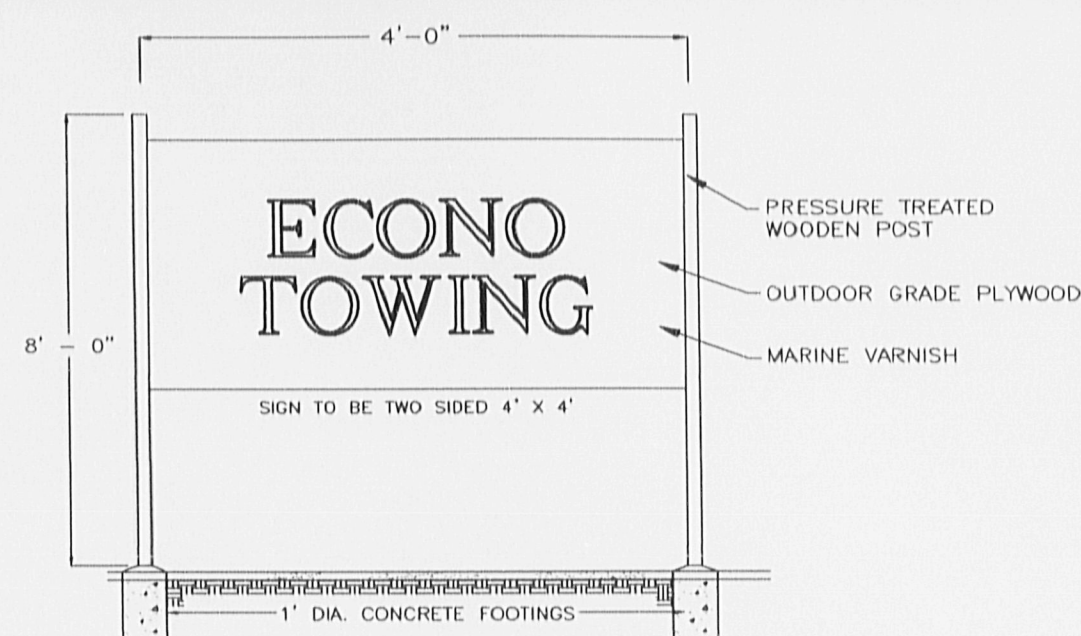 4'-0"
ECONO
TOWING
8' - 0"
PRESSURE TREATED
WOODEN POST
OUTDOOR GRADE PLYWOOD
MARINE VARNISH
SIGN TO BE TWO SIDED 4' X 4'
1' DIA. CONCRETE FOOTINGS